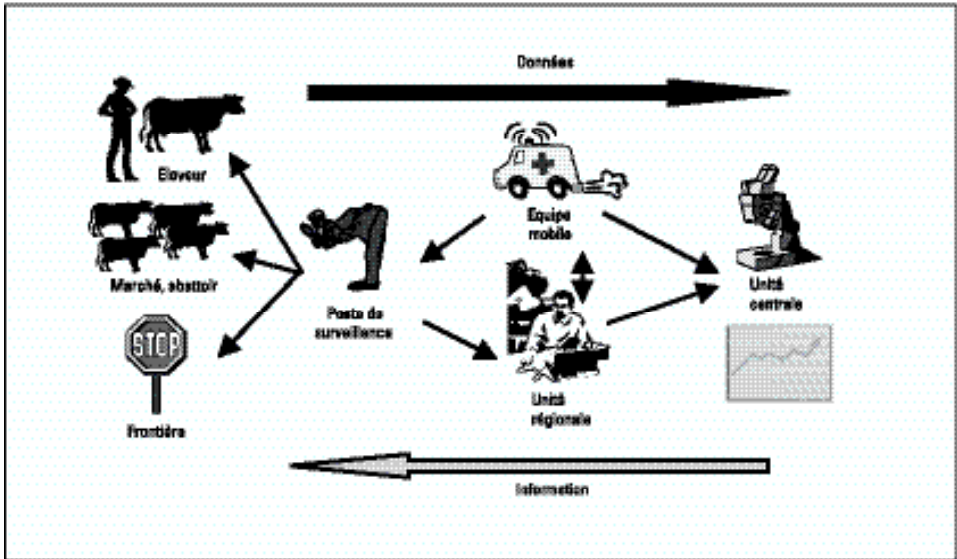 Données
Eleveur
Equipe
mobile
Marché, abattoir
Unité
centrale
Poste de
surveillance
STOP
Unité
régionale
Frontière
Information